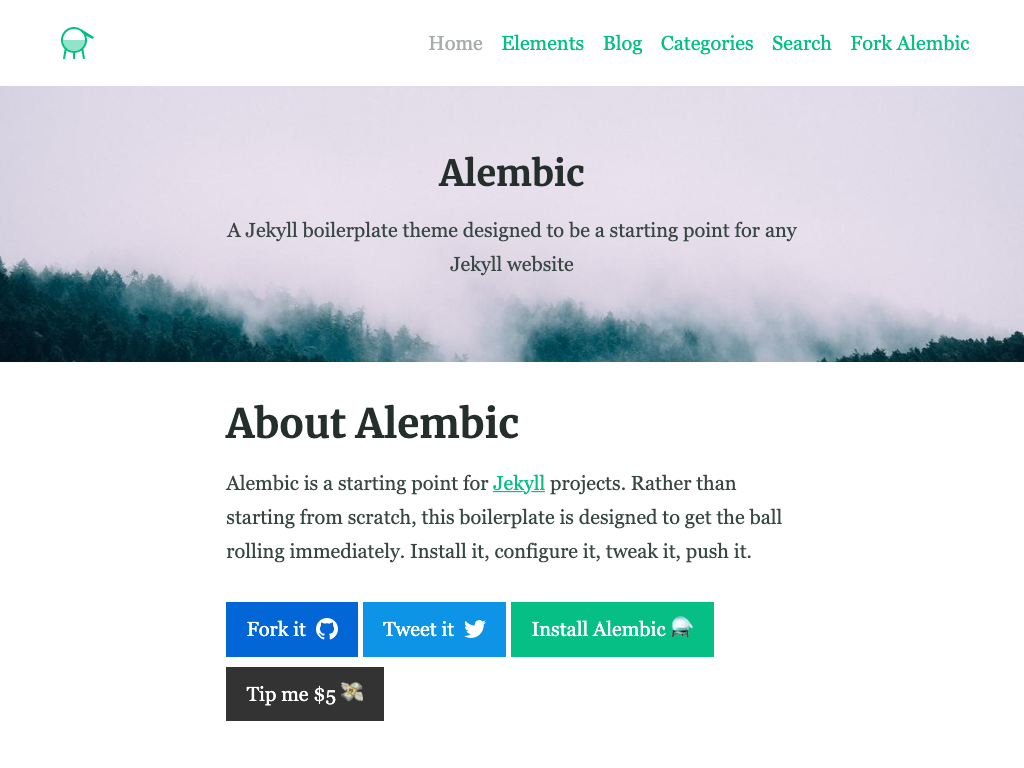 Home Elements Blog Categories Search Fork Alembic
Alembic
A Jekyll boilerplate theme designed to be a starting point for any
Jekyll website
About Alembic
Alembic is a starting point for Jekyll projects. Rather than
starting from scratch, this boilerplate is designed to get the ball
rolling immediately. Install it, configure it, tweak it, push it.
Fork it Tweet it Install Alembic
Tip me $5 💸